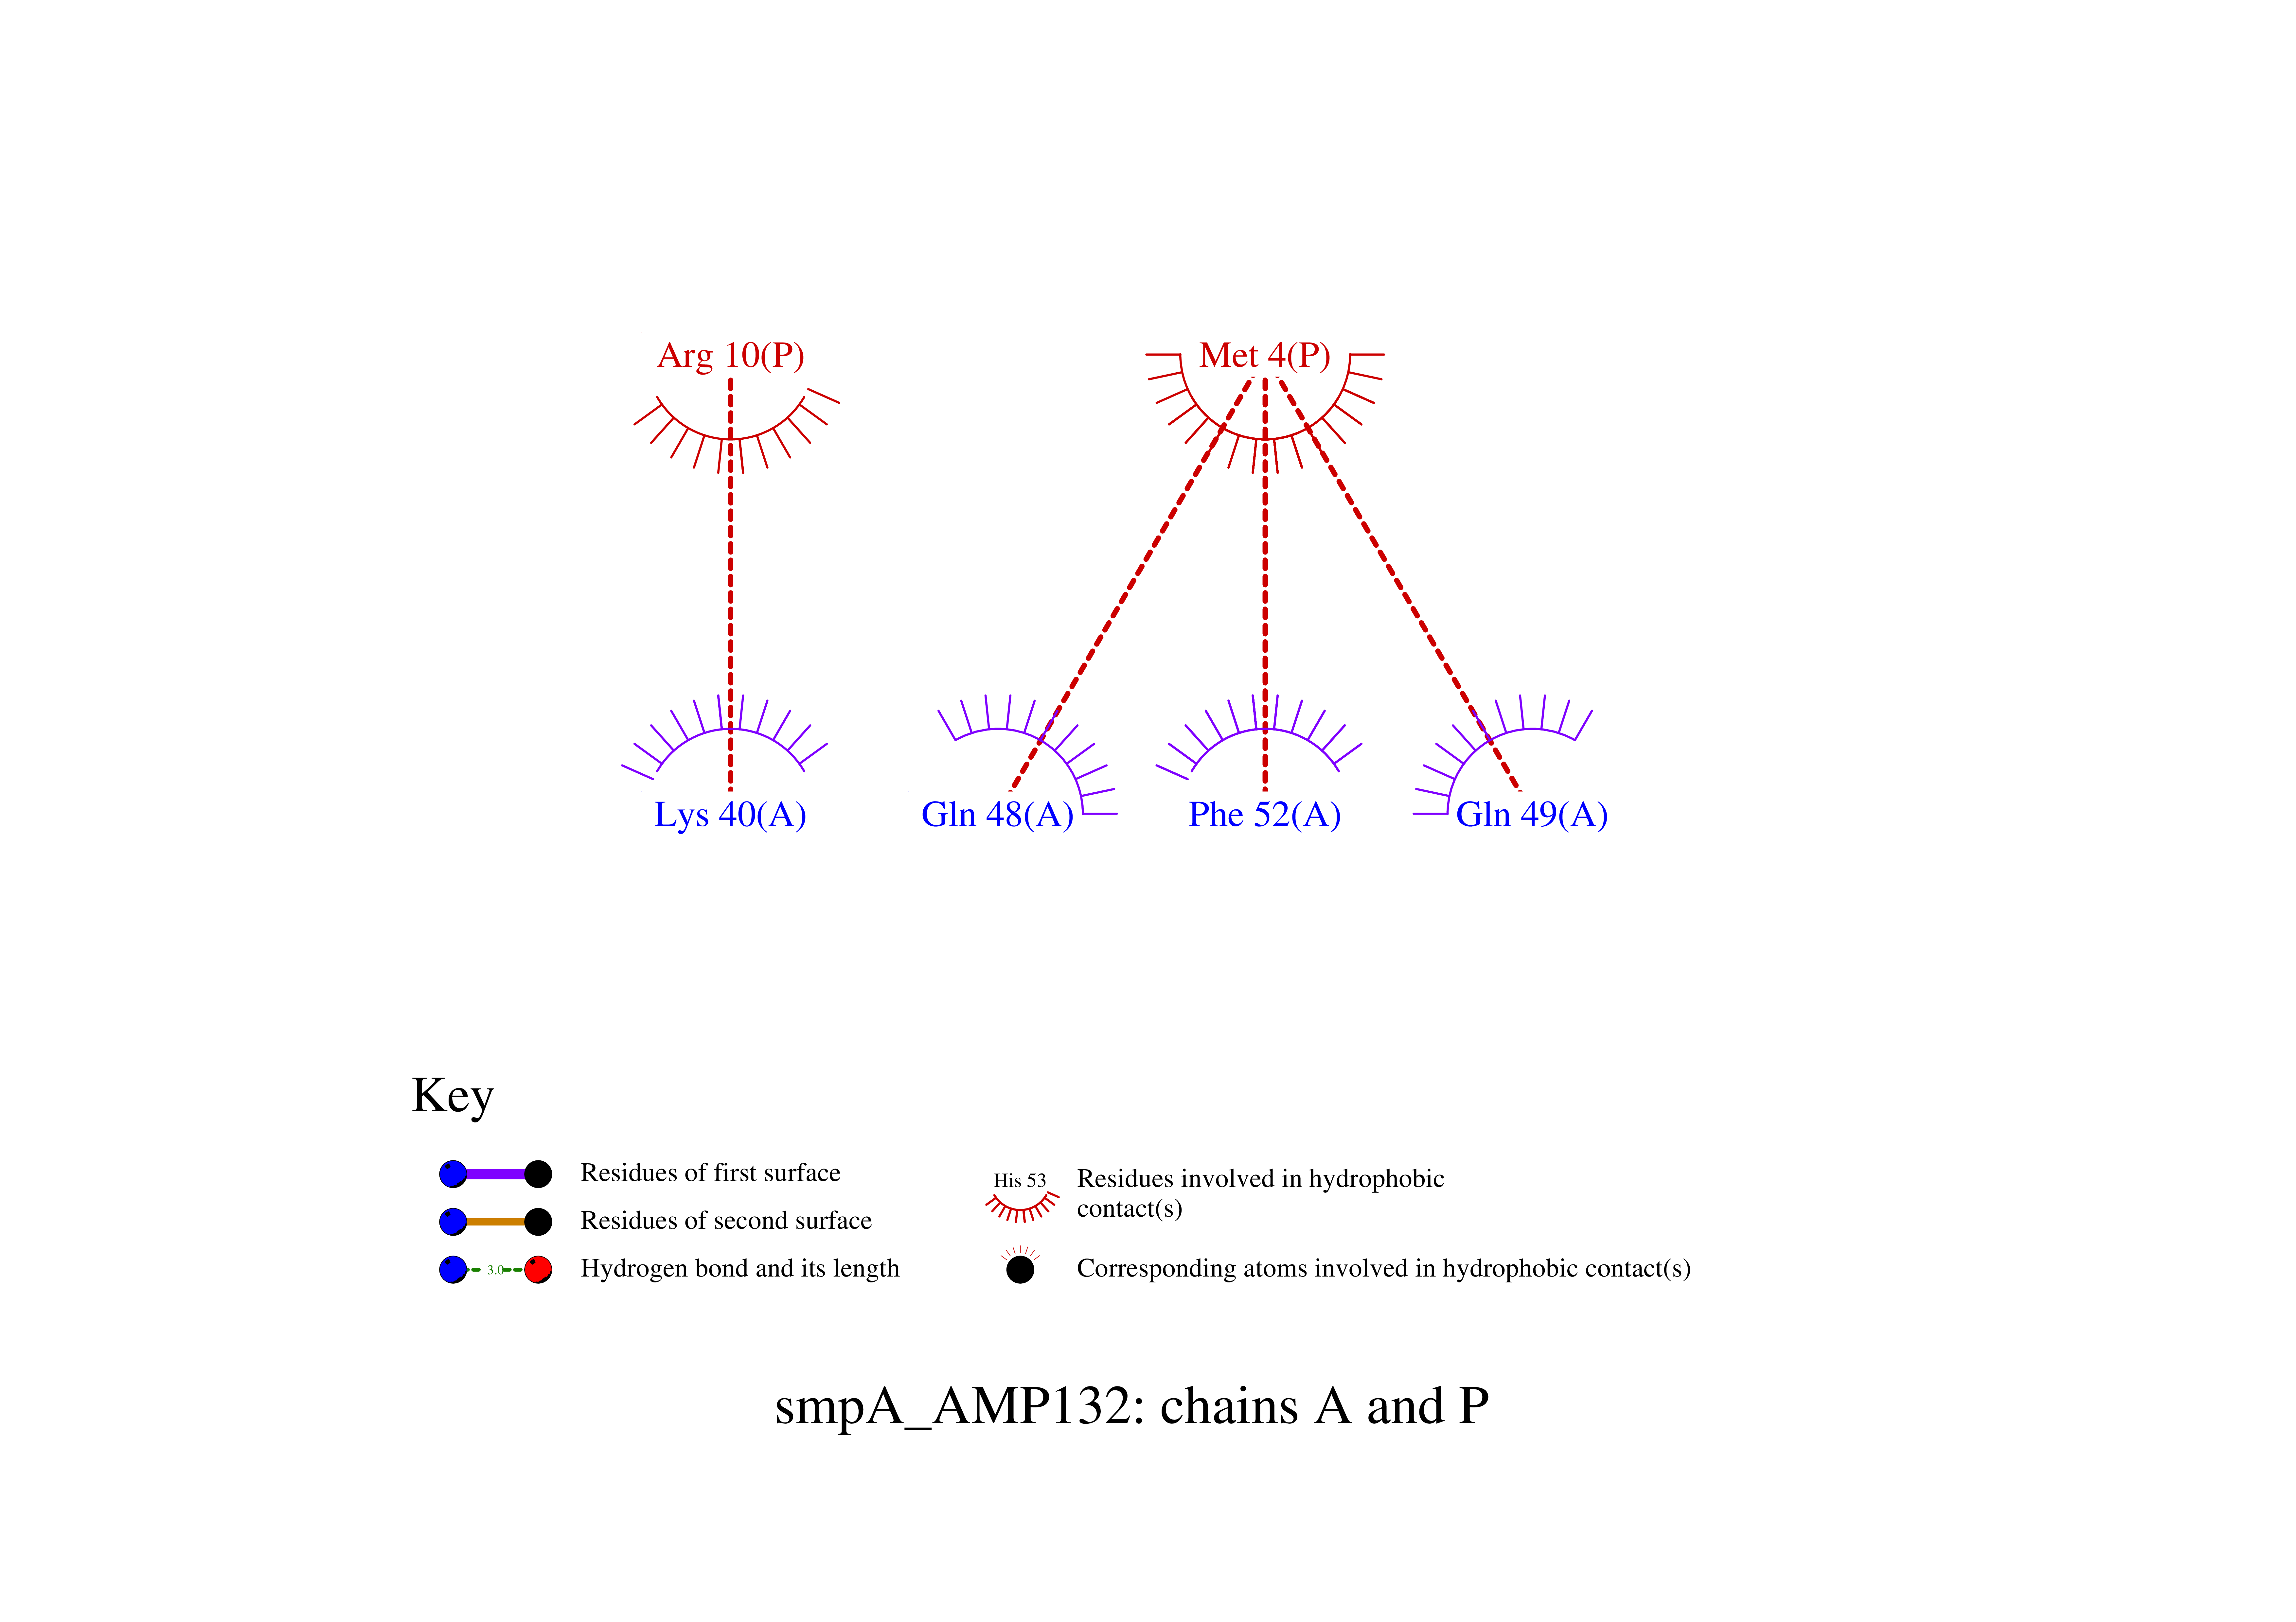 Arg 10(P)
Met 4(P)
Lys 40(A)
Gln 48(A)
Phe 52(A)
Gln 49(A)
Key
Residues of first surface
Residues of second surface
3.0
Hydrogen bond and its length
His 53
Residues involved in hydrophobic
contact(s)
Corresponding atoms involved in hydrophobic contact(s)
smpA_AMP132: chains A and P